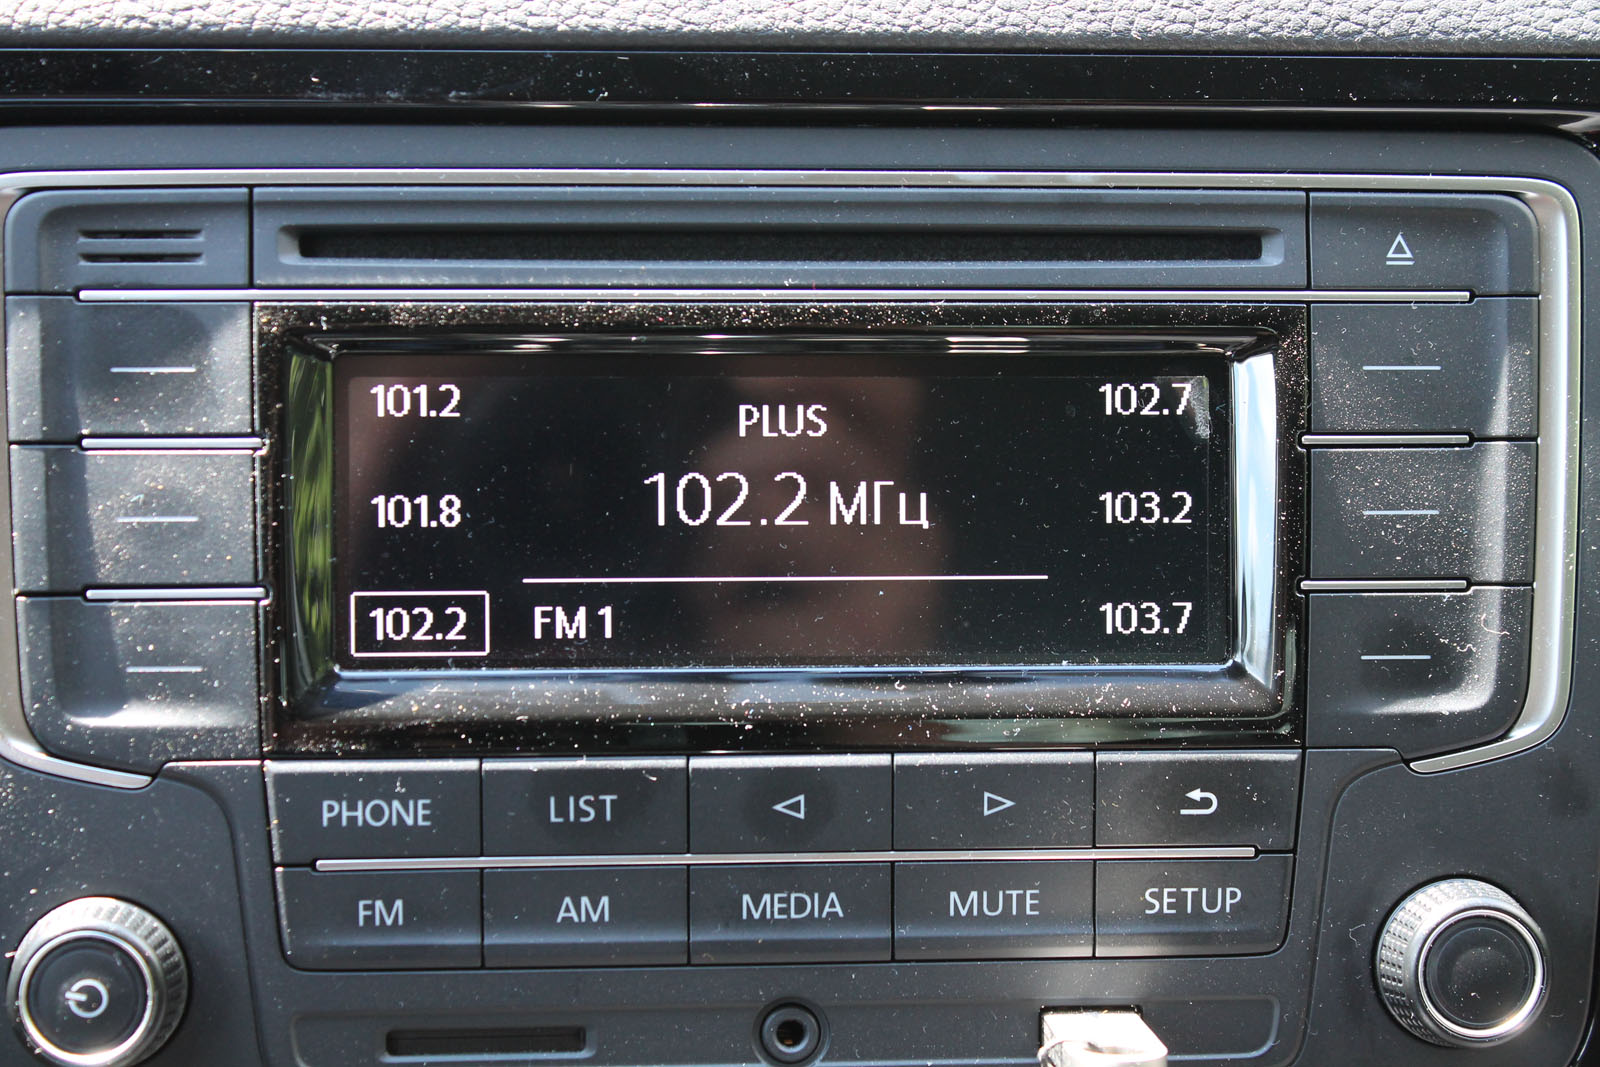 101.2
PLUS
102.7
101.8
102.2 МГц
103.2
102.2
FM 1
103.7
PHONE
LIST
FM
AM
MEDIA
MUTE
SETUP